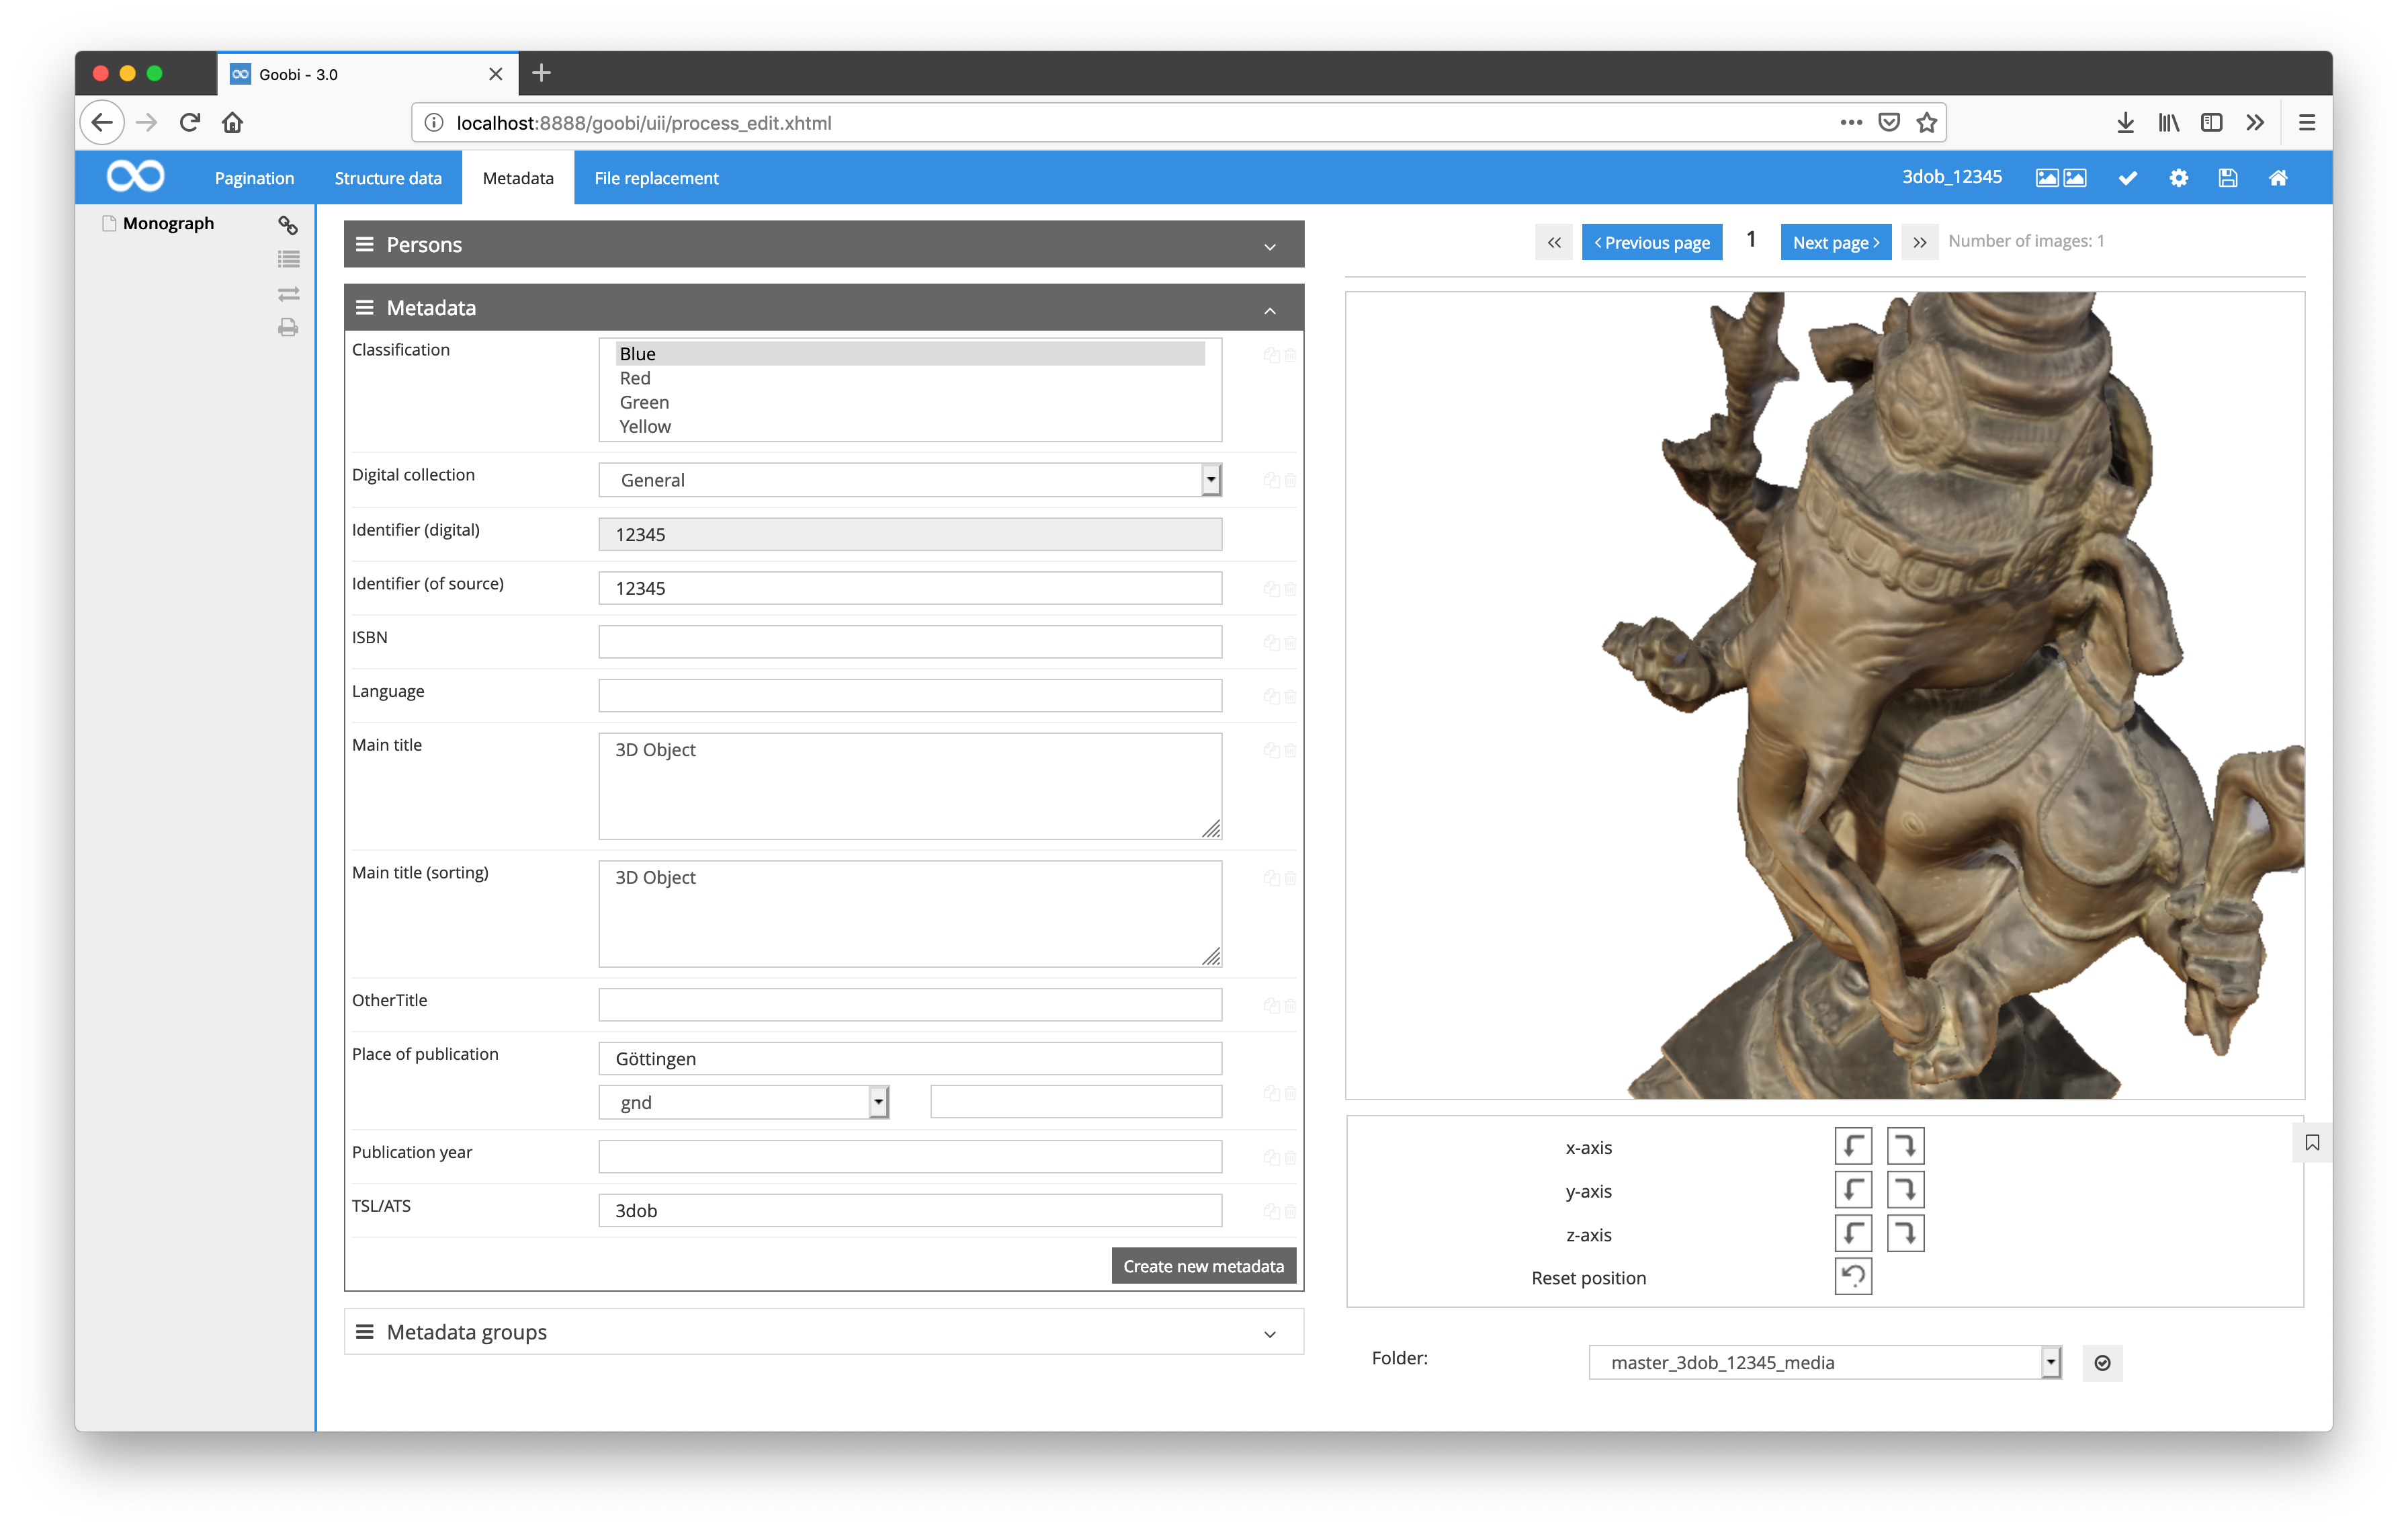 Goobi - 3.0
localhost:8888/goobi/uii/process_edit.xhtml
Pagination
Structure data
Metadata
File replacement
3dob_12345
Monograph
Persons
Metadata
Classification
Blue
Red
Green
Yellow
Digital collection
General
Identifier (digital)
12345
Identifier (of source)
12345
ISBN
Language
Main title
3D Object
Main title (sorting)
3D Object
OtherTitle
Place of publication
Göttingen
gnd
Publication year
TSL/ATS
3dob
Create new metadata
Metadata groups
Previous page
1
Next page
Number of images: 1
x-axis
y-axis
z-axis
Reset position
Folder:
master_3dob_12345_media